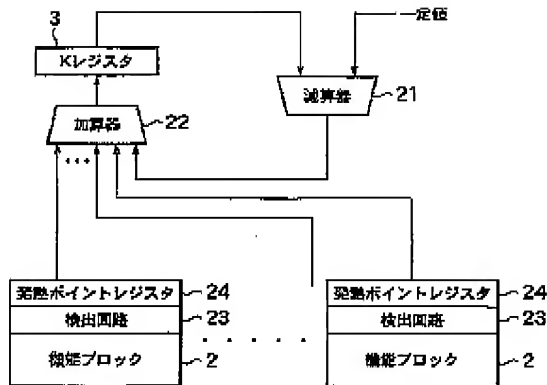 3
一定値
Kレジスタ
減算器 21
加算器 22
発熱ポイントレジスタ 24
検出回路 23
機能ブロック 2
発熱ポイントレジスタ 24
検出回路 23
機能ブロック 2